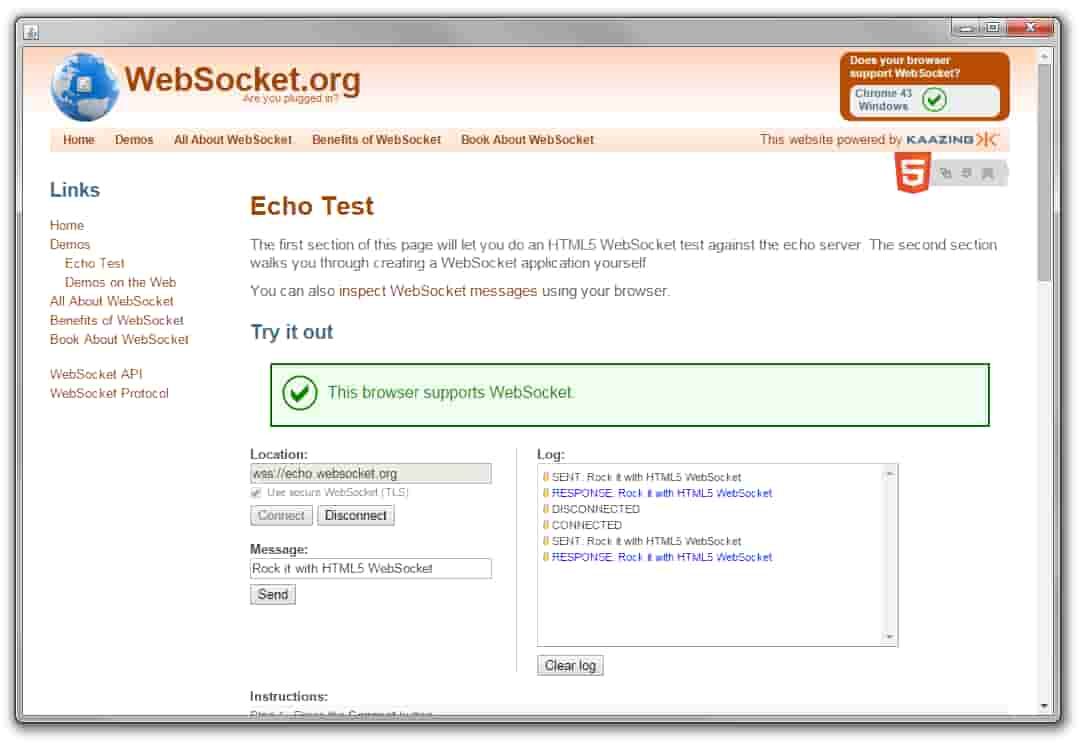 WebSocket.org
Are you plugged in?
Does your browser
support WebSocket?
Chrome 43
Windows
Home Demos All About WebSocket Benefits of WebSocket Book About WebSocket
This website powered by KAAZING
5
Links
Home
Demos
Echo Test
Demos on the Web
All About WebSocket
Benefits of WebSocket
Book About WebSocket
WebSocket API
WebSocket Protocol
Echo Test
The first section of this page will let you do an HTML5 WebSocket test against the echo server. The second section
walks you through creating a WebSocket application yourself
You can also inspect WebSocket messages using your browser.
Try it out
This browser supports WebSocket.
Location:
wss://echo.websocket.org
Use secure WebSocket (TLS)
Connect Disconnect
Message:
Rock it with HTML5 WebSocket
Send
Log:
SENT: Rock it with HTML5 WebSocket
RESPONSE: Rock it with HTML5 WebSocket
DISCONNECTED
CONNECTED
SENT: Rock it with HTML5 WebSocket
RESPONSE: Rock it with HTML5 WebSocket
Clear log
Instructions: